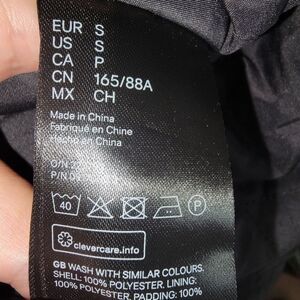 EUR S
US S
CA P
CN 165/88A
MX CH
Made in China
Fabriqué en Chine
Hecho en China
O/N
P/N
40 P
clevercare.info
GB WASH WITH SIMILAR COLOURS.
SHELL: 100% POLYESTER. LINING:
100% POLYESTER. PADDING: 100%